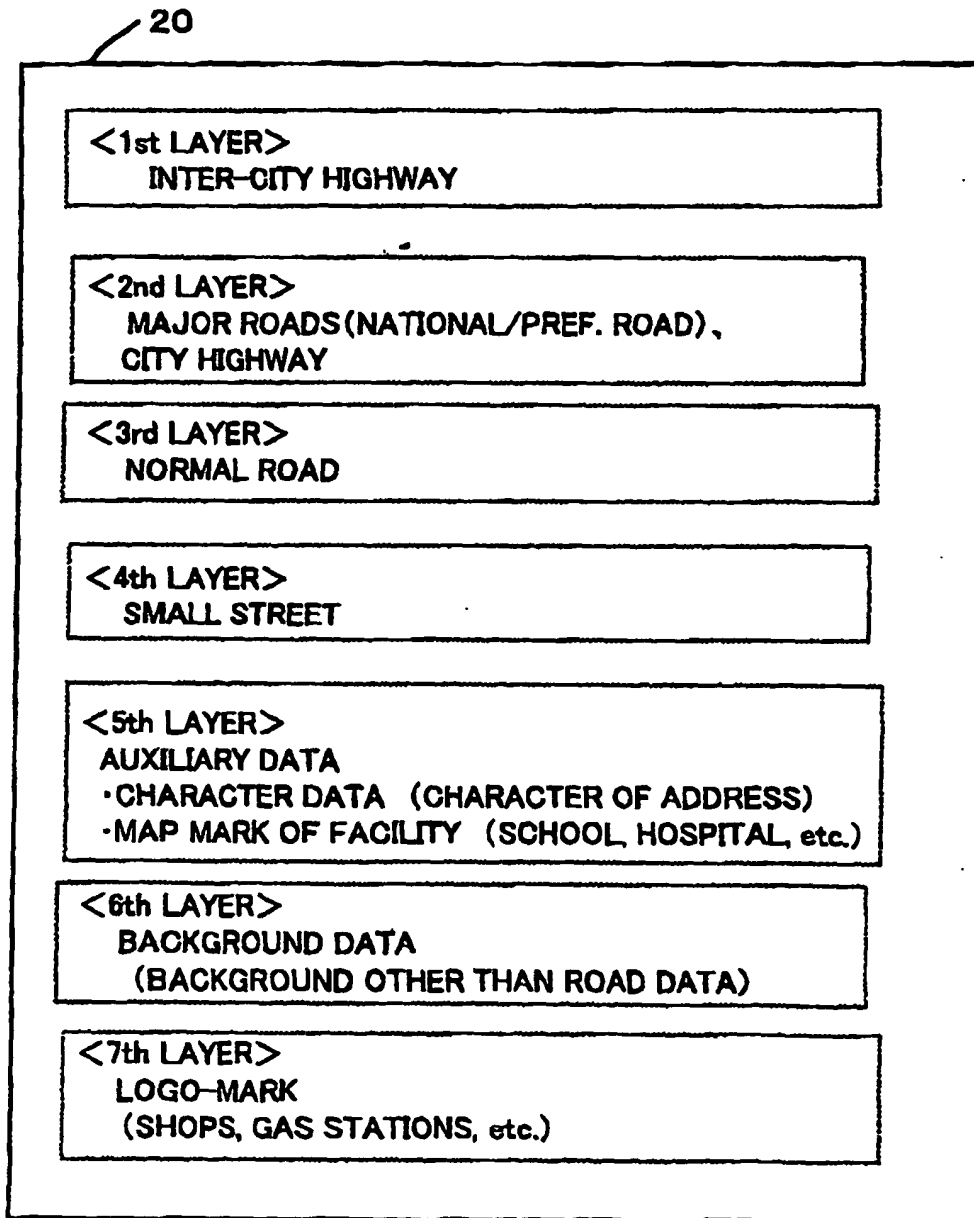 20
<1st LAYER>
INTER-CITY HIGHWAY
<2nd LAYER>
MAJOR ROADS(NATIONAL/PREF. ROAD)、
CITY HIGHWAY
<3rd LAYER>
NORMAL ROAD
<4th LAYER>
SMALL STREET
<5th LAYER>
AUXILIARY DATA
・CHARACTER DATA (CHARACTER OF ADDRESS)
・MAP MARK OF FACILITY (SCHOOL, HOSPITAL, etc.)
<6th LAYER>
BACKGROUND DATA
(BACKGROUND OTHER THAN ROAD DATA)
<7th LAYER>
LOGO-MARK
(SHOPS, GAS STATIONS, etc.)